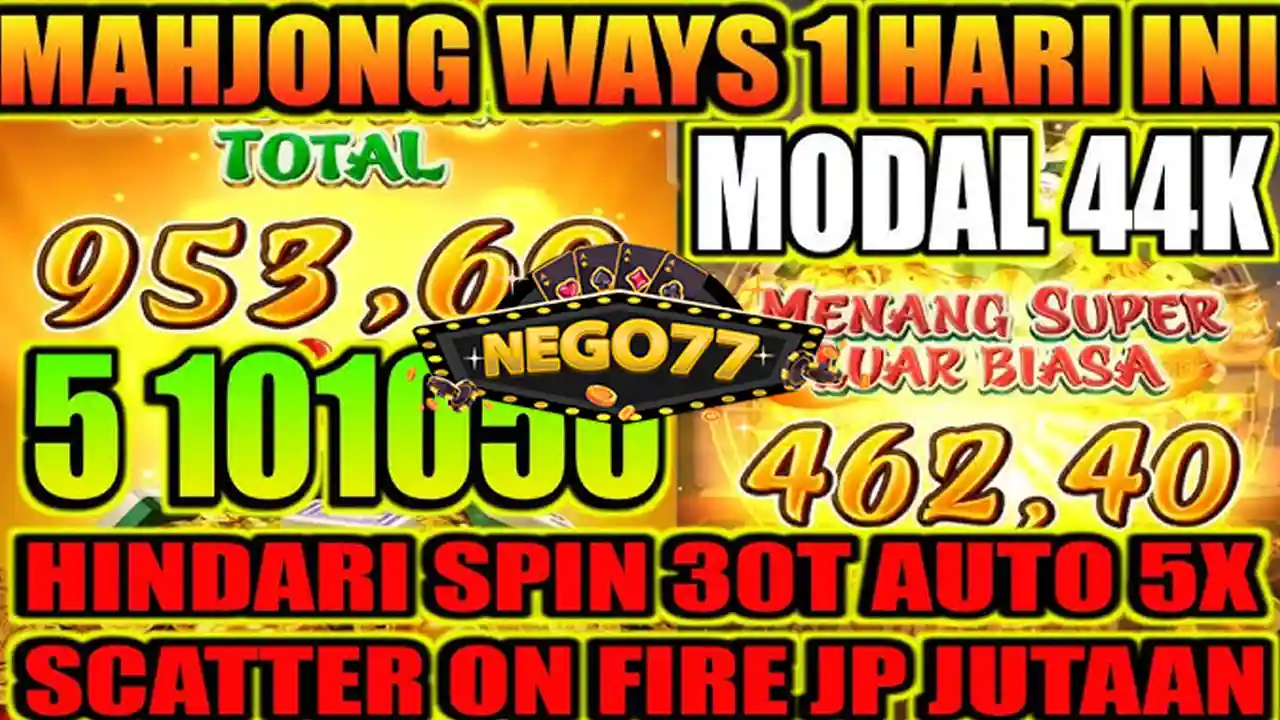 MAHJONG WAYS 1 HARI INI
TOTAL
953,60
5 101050
MODAL 44K
NEGO77
MENANG SUPER
LUAR BIASA
462,40
HINDARI SPIN 30T AUTO 5X
SCATTER ON FIRE JP JUTAAN